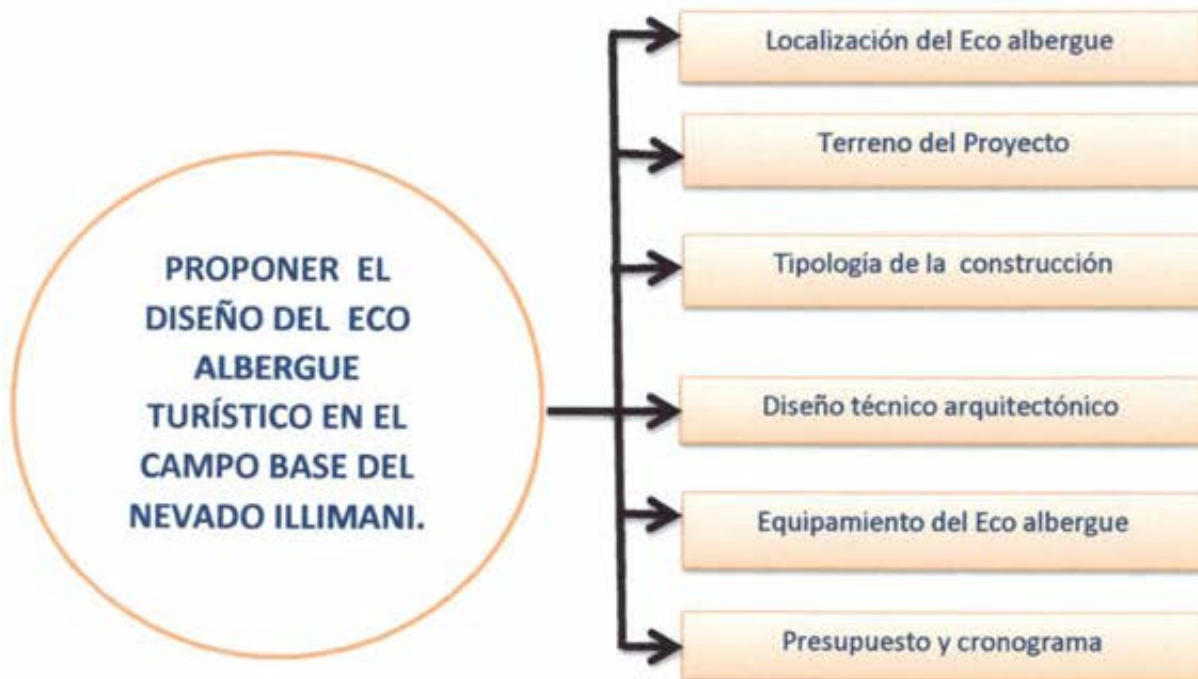 PROPONER EL
DISEÑO DEL ECO
ALBERGUE
TURÍSTICO EN EL
CAMPO BASE DEL
NEVADO ILLIMANI.
Localización del Eco albergue
Terreno del Proyecto
Tipología de la construcción
Diseño técnico arquitectónico
Equipamiento del Eco albergue
Presupuesto y cronograma